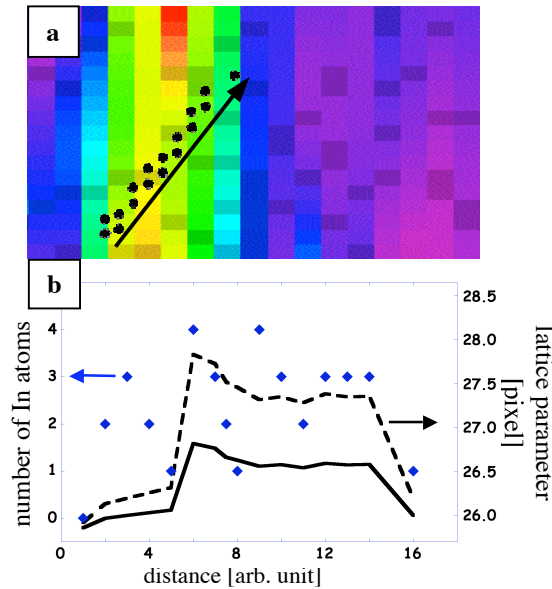 a
b
number of In atoms
4
3
2
1
0
28.5
28.0
27.5
27.0
26.5
26.0
lattice parameter
[pixel]
0
4
8
12
16
distance [arb. unit]